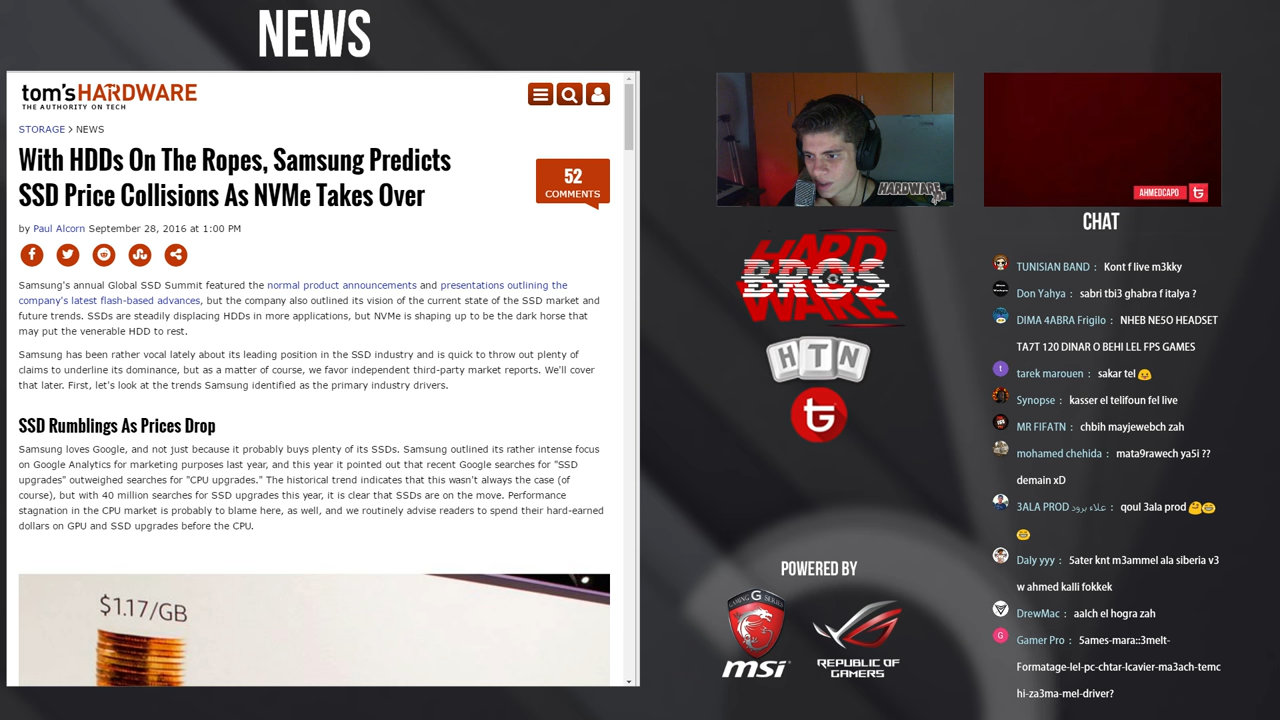 NEWS
tom's HARDWARE
THE AUTHORITY ON TECH
STORAGE > NEWS
With HDDs On The Ropes, Samsung Predicts
SSD Price Collisions As NVMe Takes Over
52
COMMENTS
by Paul Alcorn September 28, 2016 at 1:00 PM
Samsung's annual Global SSD Summit featured the normal product announcements and presentations outlining the
company's latest flash-based advances, but the company also outlined its vision of the current state of the SSD market and
future trends. SSDs are steadily displacing HDDs in more applications, but NVMe is shaping up to be the dark horse that
may put the venerable HDD to rest.
Samsung has been rather vocal lately about its leading position in the SSD industry and is quick to throw out plenty of
claims to underline its dominance, but as a matter of course, we favor independent third-party market reports. We'll cover
that later. First, let's look at the trends Samsung identified as the primary industry drivers.
SSD Rumblings As Prices Drop
Samsung loves Google, and not just because it probably buys plenty of its SSDs. Samsung outlined its rather intense focus
on Google Analytics for marketing purposes last year, and this year it pointed out that recent Google searches for "SSD
upgrades" outweighed searches for "CPU upgrades." The historical trend indicates that this wasn't always the case (of
course), but with 40 million searches for SSD upgrades this year, it is clear that SSDs are on the move. Performance
stagnation in the CPU market is probably to blame here, as well, and we routinely advise readers to spend their hard-earned
dollars on GPU and SSD upgrades before the CPU.
$1.17/GB
HARDWARE
HARD
BROS
WARE
HTN
POWERED BY
GAMING G SERIES
msi
REPUBLIC OF
GAMERS
AHMEDCAPO
CHAT
TUNISIAN BAND : Kont f live m3kky
Don Yahya : sabri tbi3 ghabra f italya ?
DIMA 4ABRA Frigilo : NHEB NE5O HEADSET
TA7T 120 DINAR O BEHI LEL FPS GAMES
tarek marouen : sakar tel
Synopse : kasser el telifoun fel live
MR FIFATN : chbih mayjewebch zah
mohamed chehida : mata9rawech ya5i ??
demain xD
3ALA PROD علاء برود : qoul 3ala prod
Daly yyy : 5ater knt m3ammel ala siberia v3
w ahmed kalli fokkek
DrewMac : aalch el hogra zah
Gamer Pro : 5ames-mara::3melt-
Formatage-lel-pc-chtar-lcavier-ma3ach-temc
hi-za3ma-mel-driver?